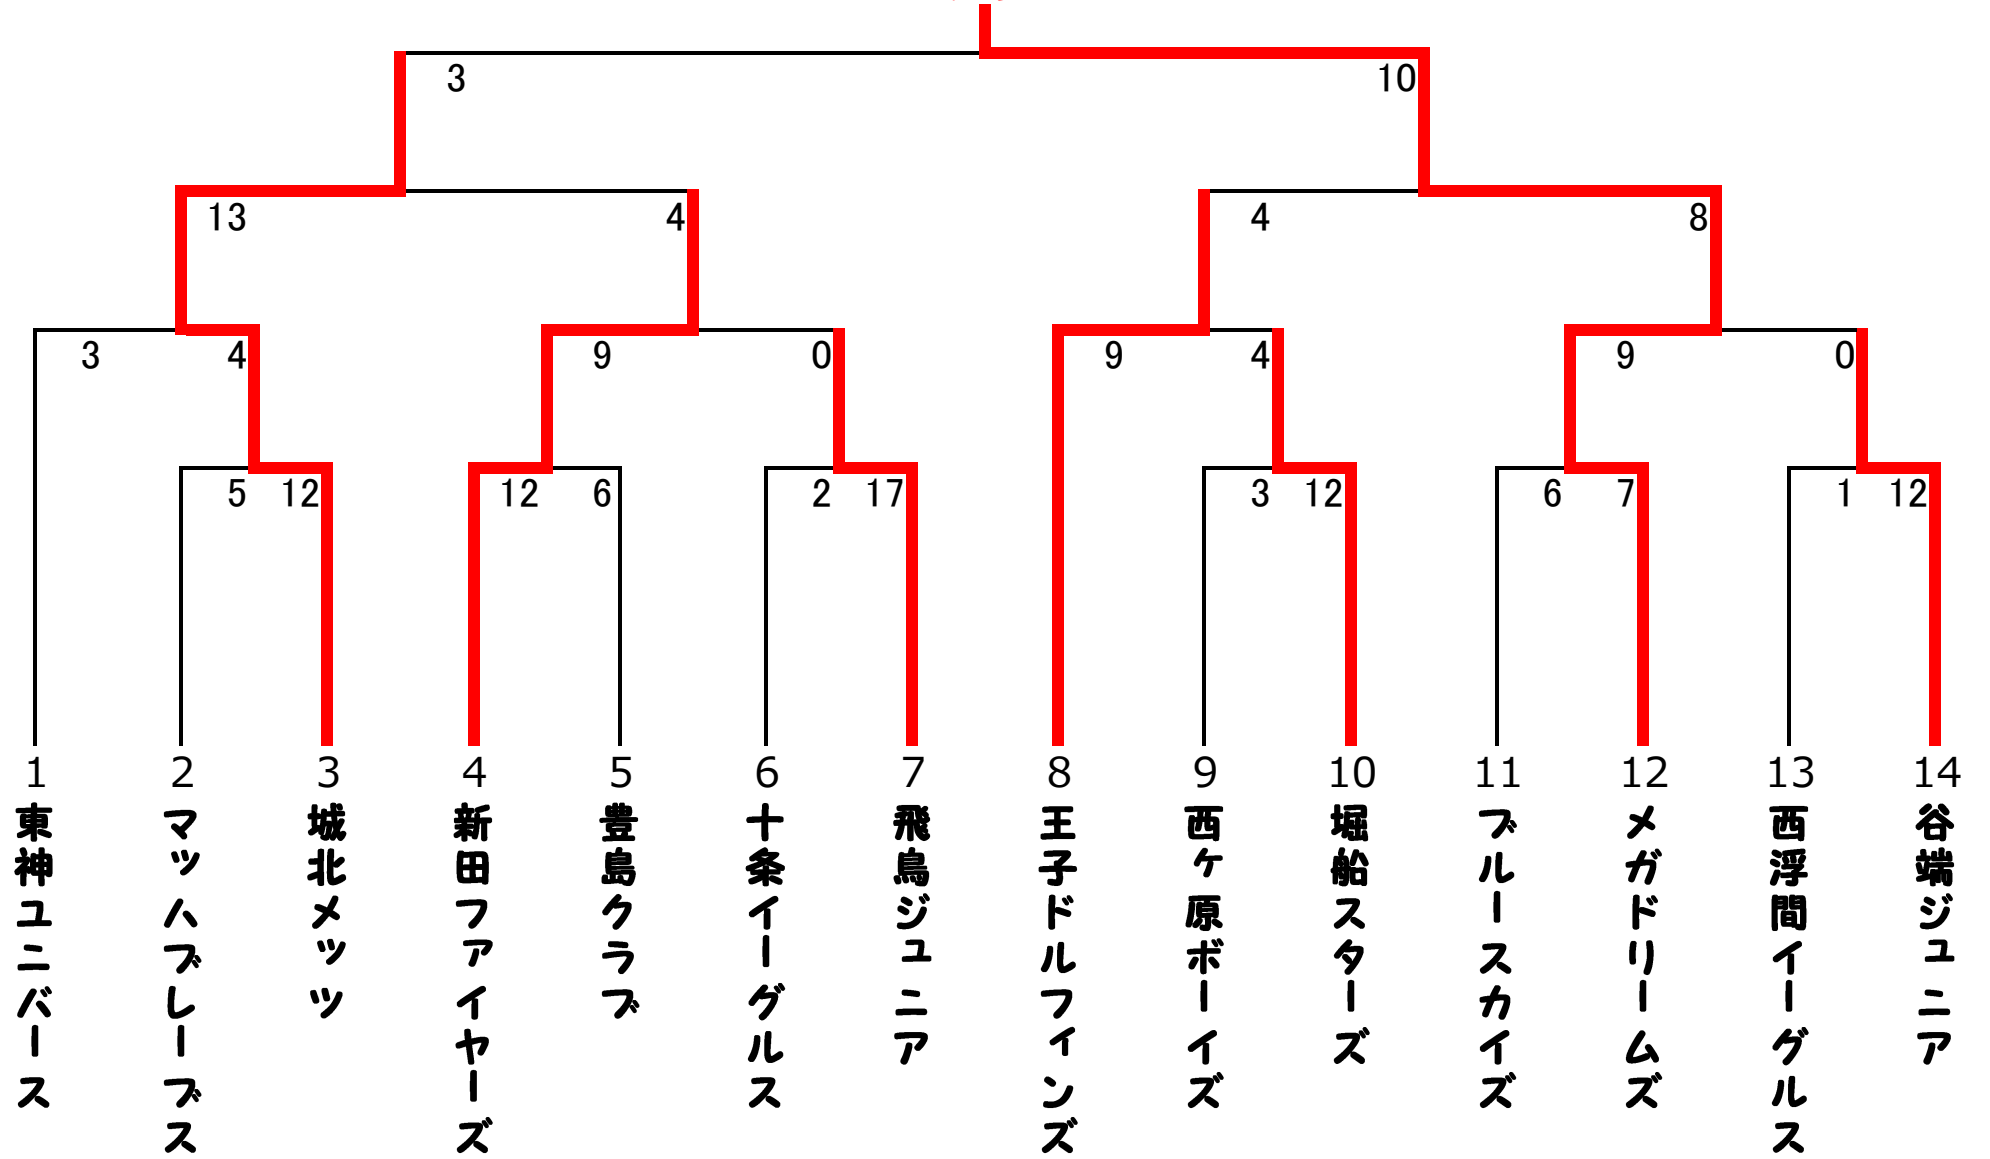 3 10
13 4 4 8
3 4 9 0 9 4 9 0
5 12 12 6 2 17 3 12 6 7 1 12
1 2 3 4 5 6 7 8 9 10 11 12 13 14
東神ユニバース
マッハブレーブス
城北メッツ
新田ファイヤーズ
豊島クラブ
十条イーグルス
飛鳥ジュニア
王子ドルフィンズ
西ヶ原ボーイズ
堀船スターズ
ブルースカイズ
メガドリームズ
西浮間イーグルス
谷端ジュニア